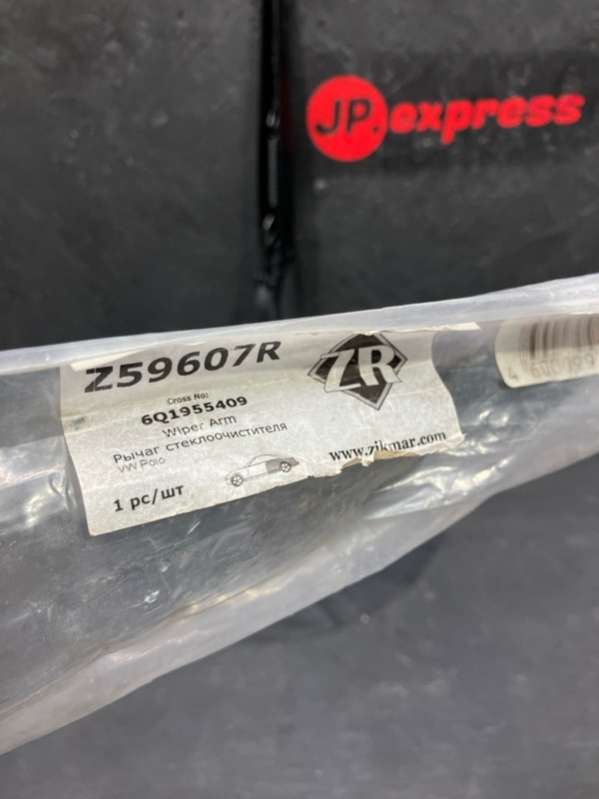 JP.express
Z59607R
ZR
Cross No:
6Q1955409
Wiper Arm
Рычаг стеклоочистителя
VW Polo
www.zikmar.com
1 pc/шт